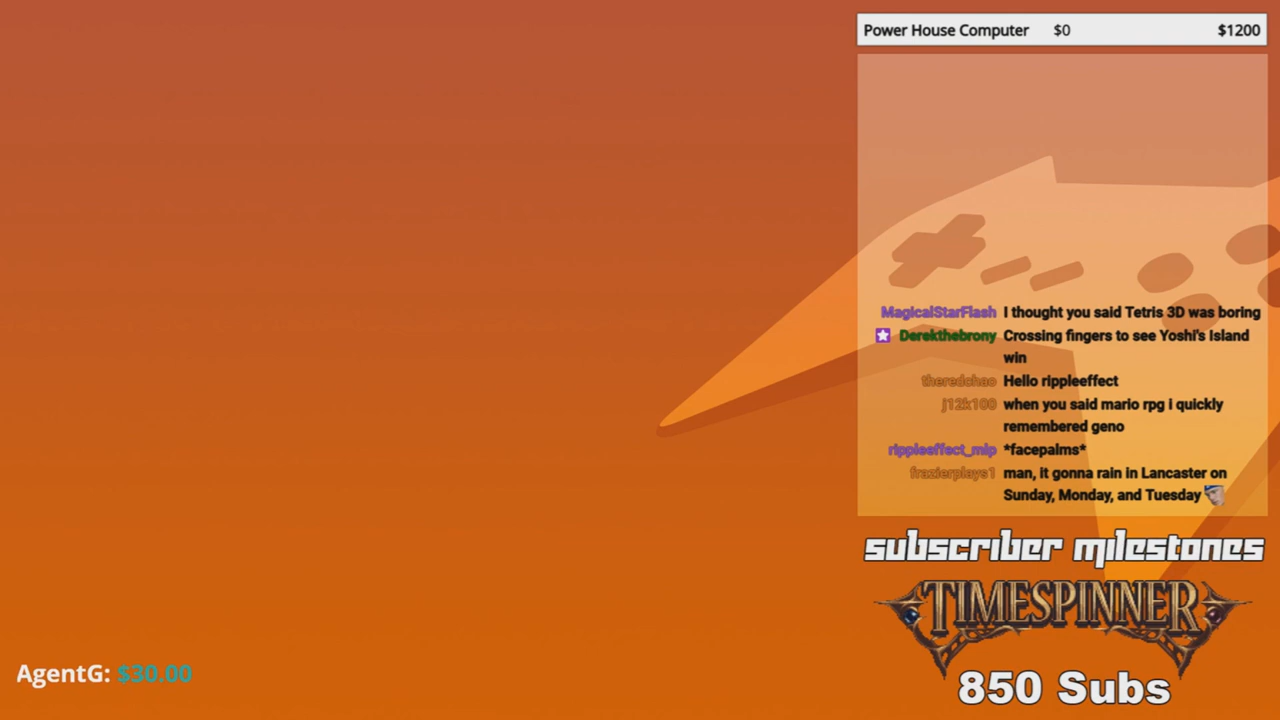 Power House Computer $0 $1200
MagicalStarFlash I thought you said Tetris 3D was boring
Derekthebrony Crossing fingers to see Yoshi's Island
win
theredchao Hello rippleeffect
j12k100 when you said mario rpg i quickly
remembered geno
rippleeffect_mlp *facepalms*
frazierplays1 man, it gonna rain in Lancaster on
Sunday, Monday, and Tuesday
subscriber milestones
TIMESPINNER
850 Subs
AgentG: $30.00